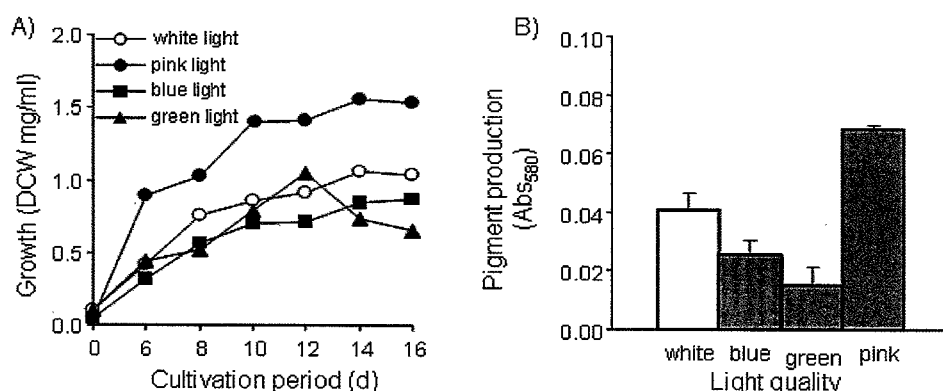 A)
Growth (DCW mg/ml)
2.0
1.5
1.0
0.5
0.0
white light
pink light
blue light
green light
0 6 8 10 12 14 16
Cultivation period (d)
B)
Pigment production
(Abs580)
0.10
0.08
0.06
0.04
0.02
0.00
white blue green pink
Light quality